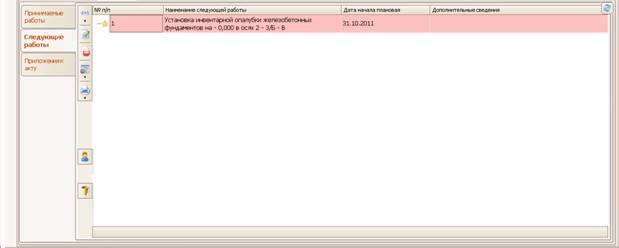 Принимаемые
работы
Следующие
работы
Приложения к
акту
№ п/п
Наименание следующей работы
Дата начала плановая
Дополнительные сведения
1
Установка инвентарной опалубки железобетонных
фундаментов на - 0,000 в осях 2 - 3/Б - В
31.10.2011